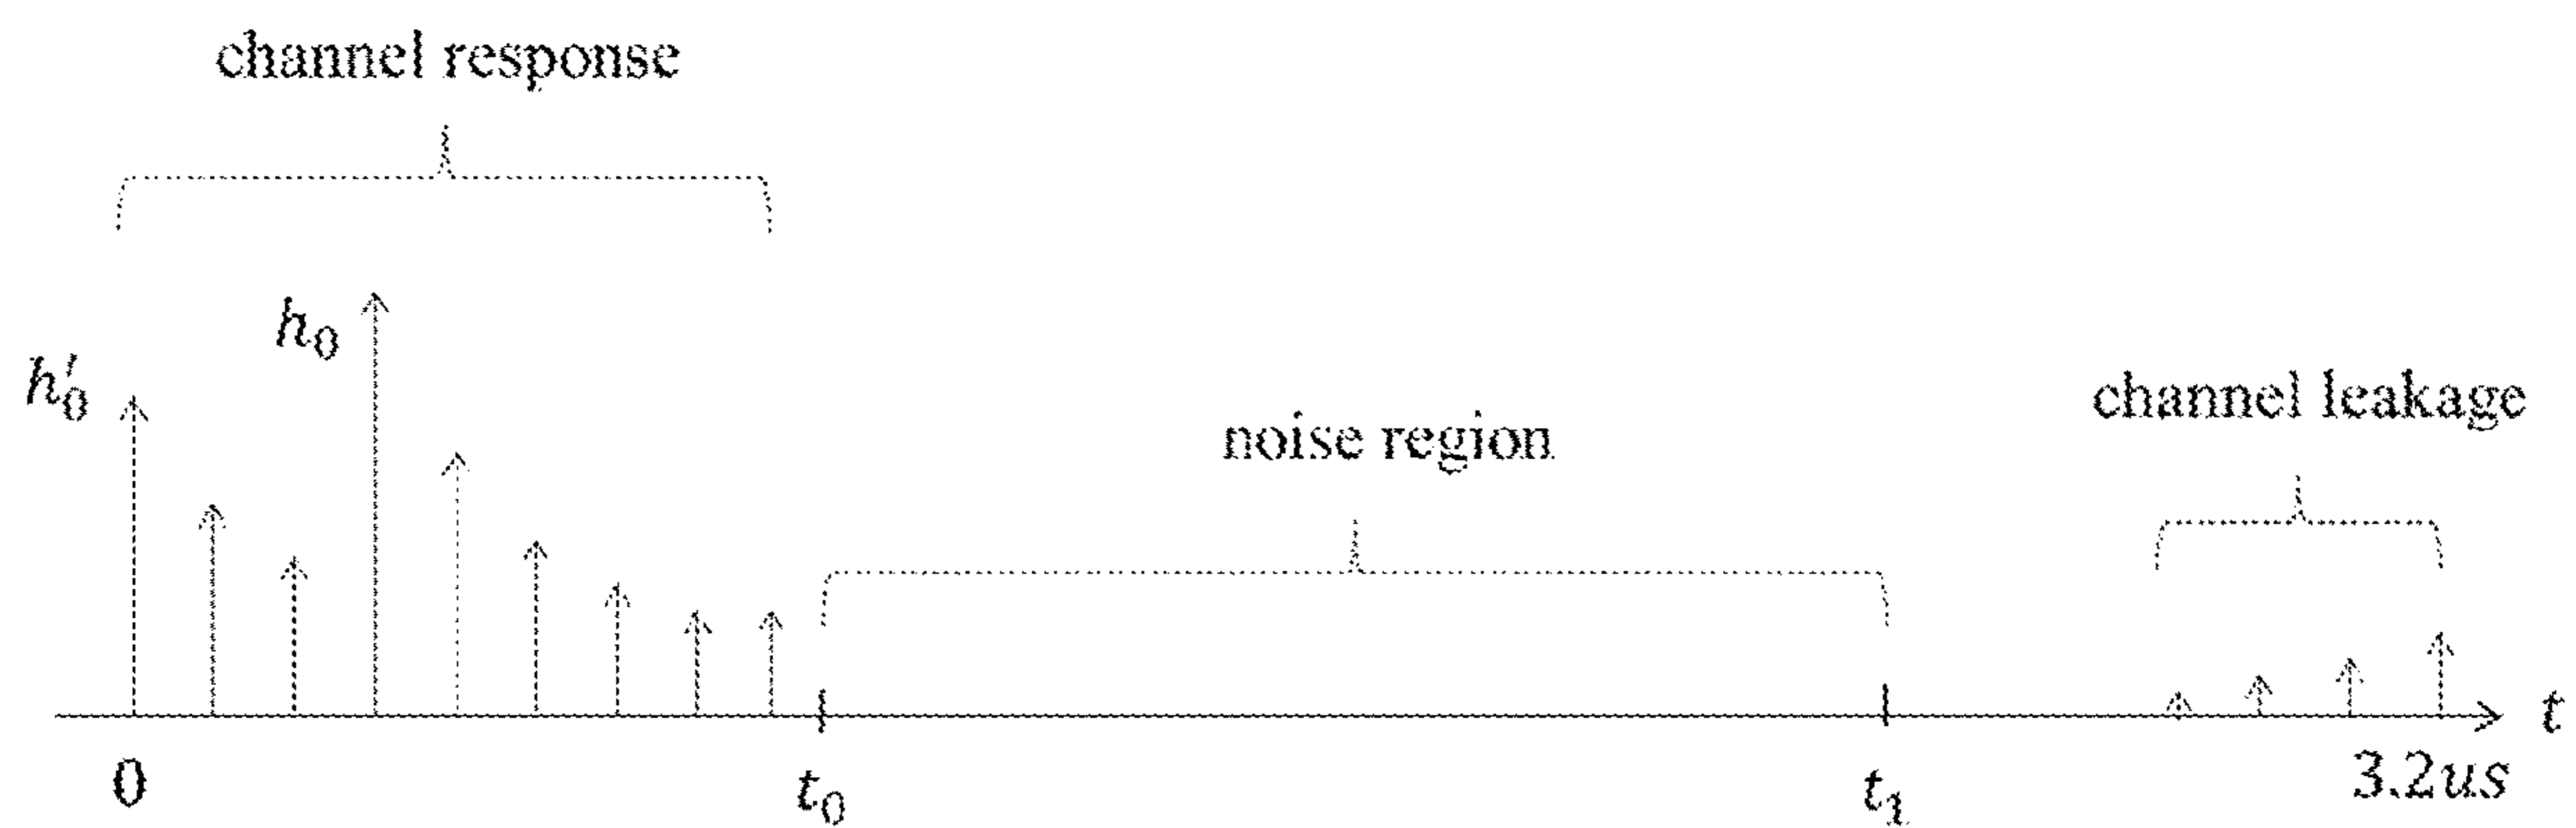 channel response
h₀
h′₀
channel leakage
noise region
t
0
t₀
t₁
3.2us